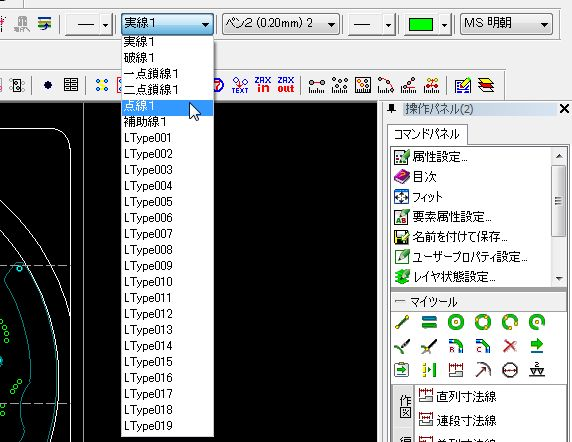 実線1
ペン2 (0.20mm) 2
MS 明朝
実線1
破線1
一点鎖線1
二点鎖線1
点線1
補助線1
LType001
LType002
LType003
LType004
LType005
LType006
LType007
LType008
LType009
LType010
LType011
LType012
LType013
LType014
LType015
LType016
LType017
LType018
LType019
TEXT
ZAX in
ZAX out
操作パネル(2)
コマンドパネル
属性設定...
目次
フィット
要素属性設定...
名前を付けて保存...
ユーザープロパティ設定...
レイヤ状態設定...
マイツール
作図
直列寸法線
連段寸法線